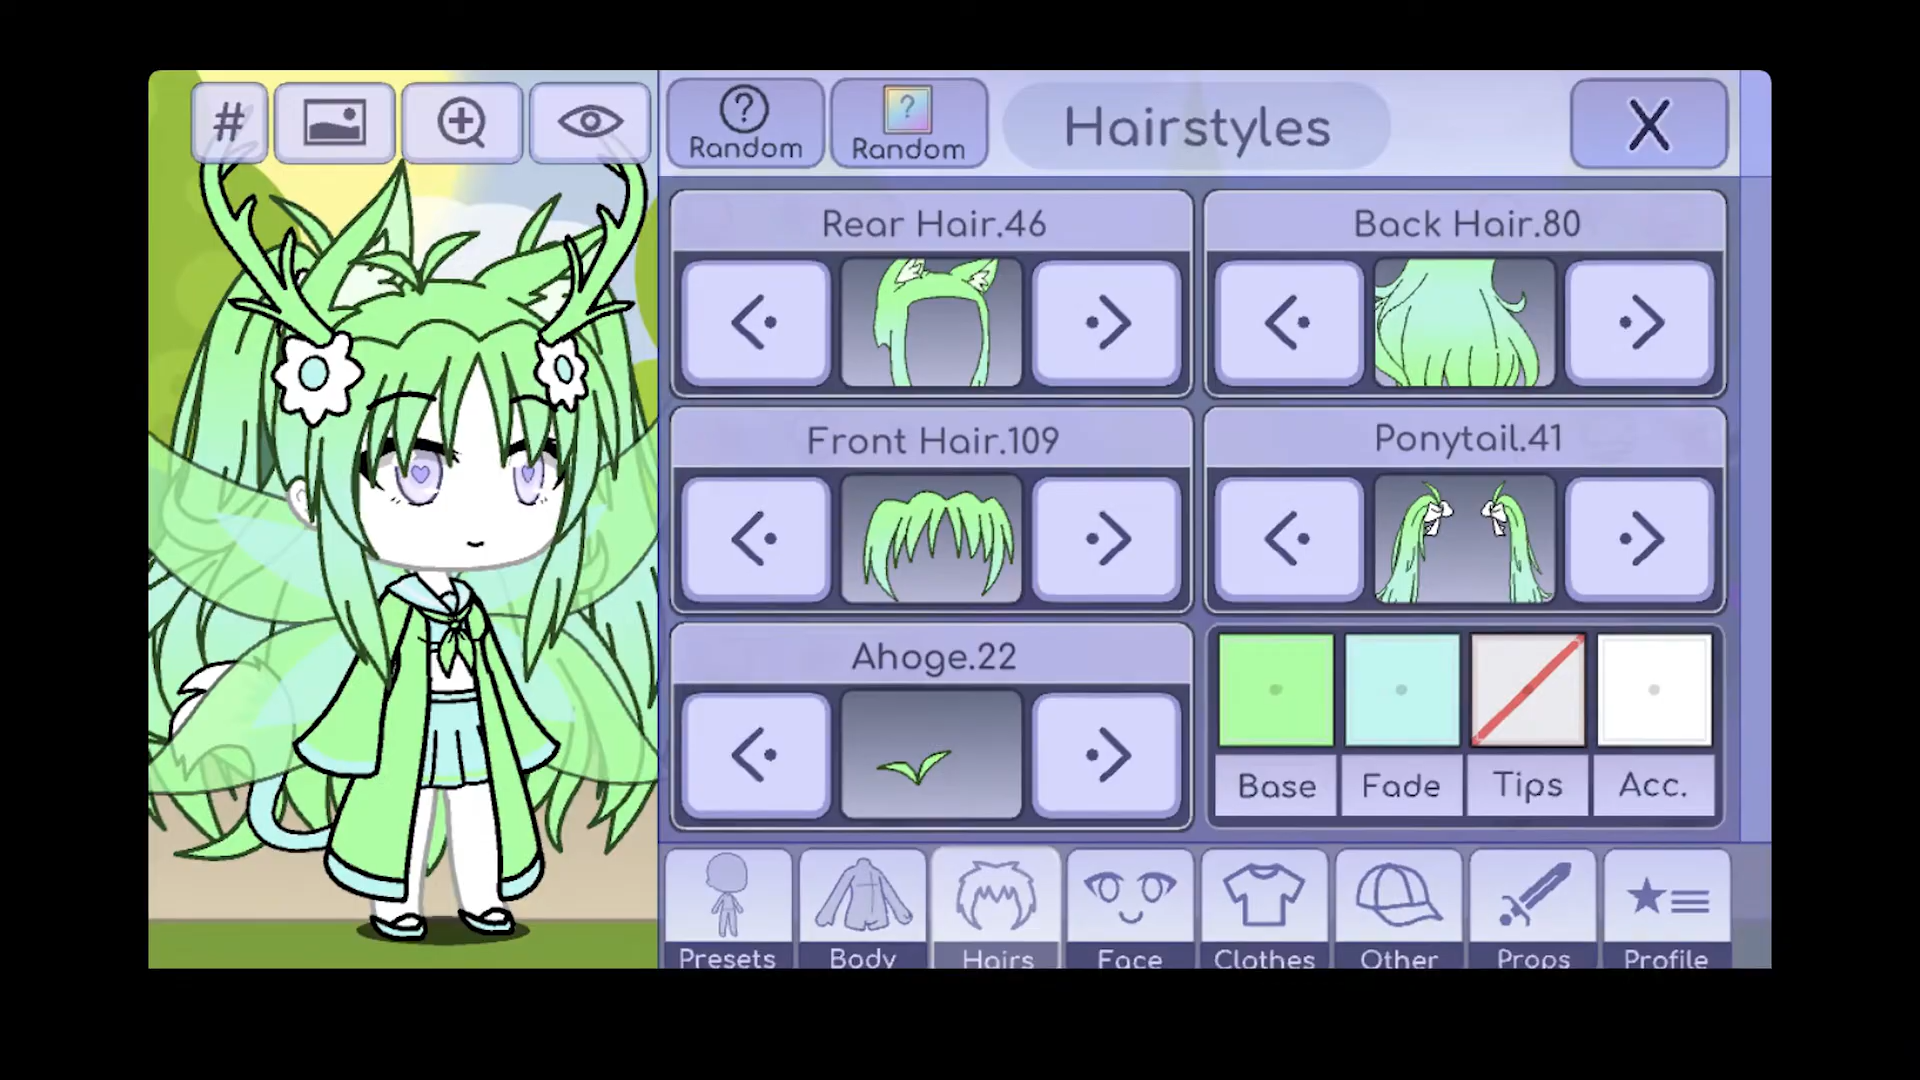 #
? Random
? Random
Hairstyles
X
Rear Hair.46
Back Hair.80
Front Hair.109
Ponytail.41
Ahoge.22
Base
Fade
Tips
Acc.
Presets
Body
Hairs
Face
Clothes
Other
Props
Profile